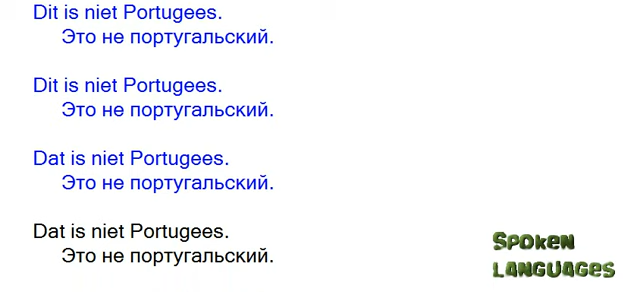 Dit is niet Portugees.
Это не португальский.
Dit is niet Portugees.
Это не португальский.
Dat is niet Portugees.
Это не португальский.
Dat is niet Portugees.
Это не португальский.
Spoken
Languages